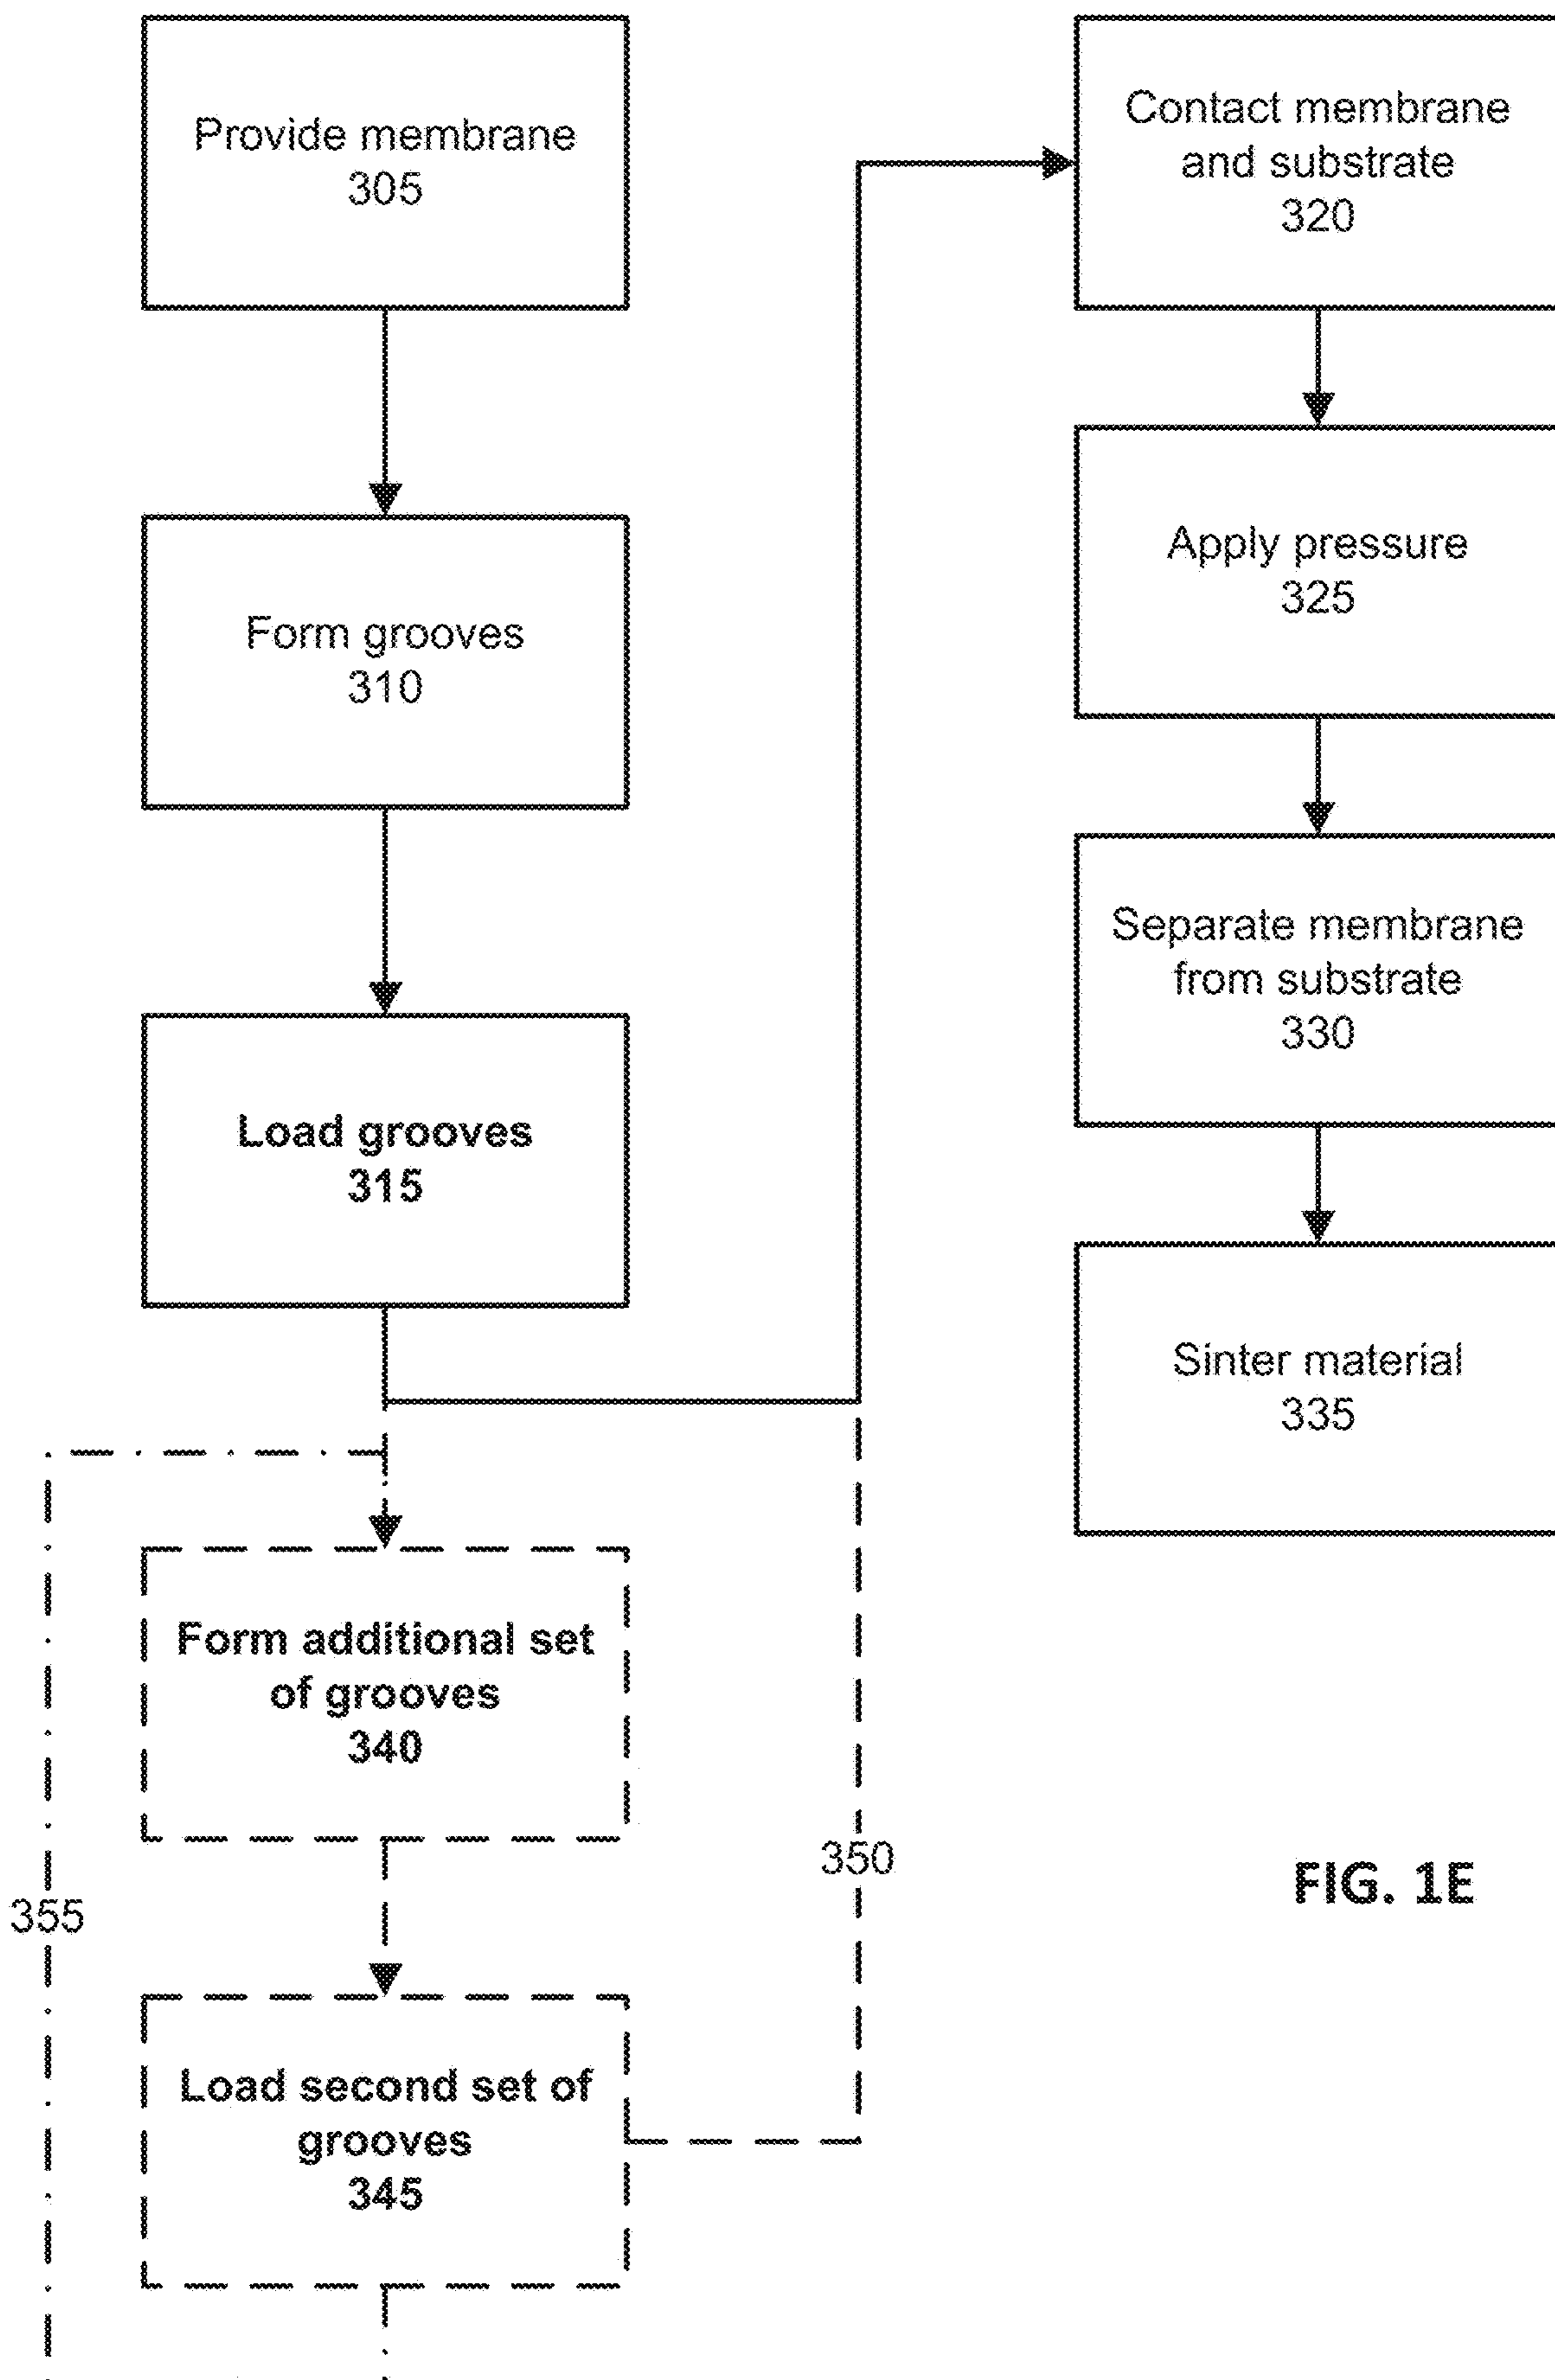 Provide membrane
305
Form grooves
310
Load grooves
315
Form additional set
of grooves
340
Load second set of
grooves
345
355
350
Contact membrane
and substrate
320
Apply pressure
325
Separate membrane
from substrate
330
Sinter material
335
FIG. 1E